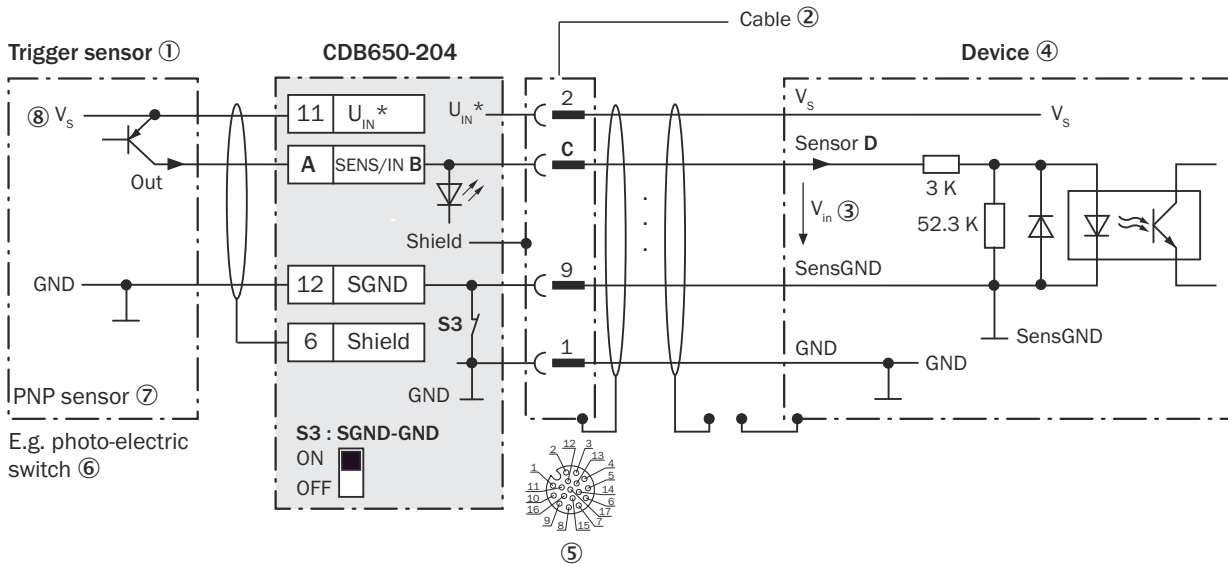 Cable ②
Trigger sensor ①
CDB650-204
Device ④
⑧ V_S
11 U_IN*
U_IN*
2
V_S
V_S
Out
A SENS/IN B
C
Sensor D
3 K
V_in ③
52.3 K
Shield
GND
12 SGND
9
SensGND
S3
6 Shield
1
SensGND
GND
GND
GND
PNP sensor ⑦
E.g. photo-electric
switch ⑥
S3 : SGND-GND
ON
OFF
12 3
2 13
1 4
11 5
10 14
16 6
9 17
8 15 7
⑤